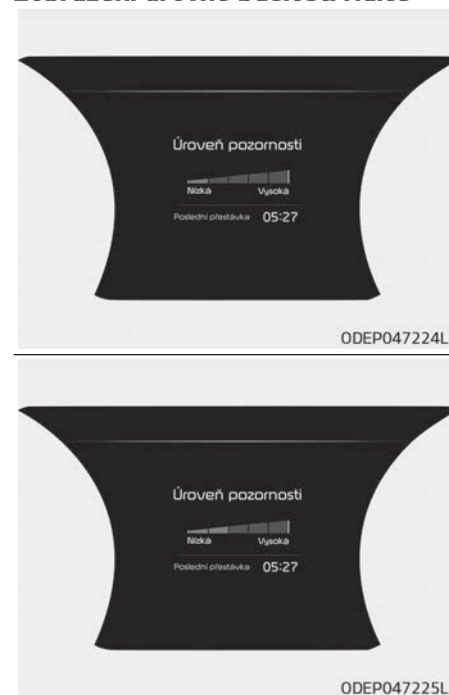 Úroveň pozornosti
Nízká Vysoká
Poslední přestávka 05:27
ODEP047224L
Úroveň pozornosti
Nízká Vysoká
Poslední přestávka 05:27
ODEP047225L